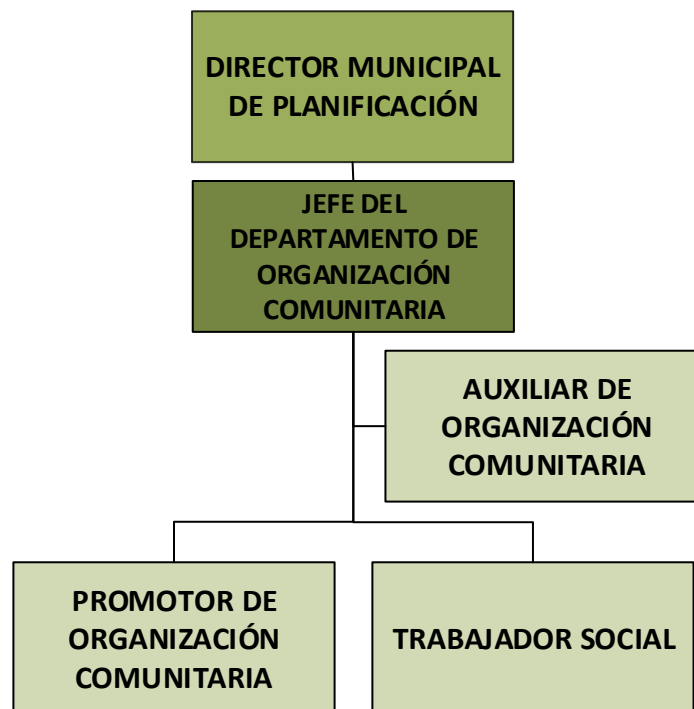 DIRECTOR MUNICIPAL
DE PLANIFICACIÓN
JEFE DEL
DEPARTAMENTO DE
ORGANIZACIÓN
COMUNITARIA
AUXILIAR DE
ORGANIZACIÓN
COMUNITARIA
PROMOTOR DE
ORGANIZACIÓN
COMUNITARIA
TRABAJADOR SOCIAL